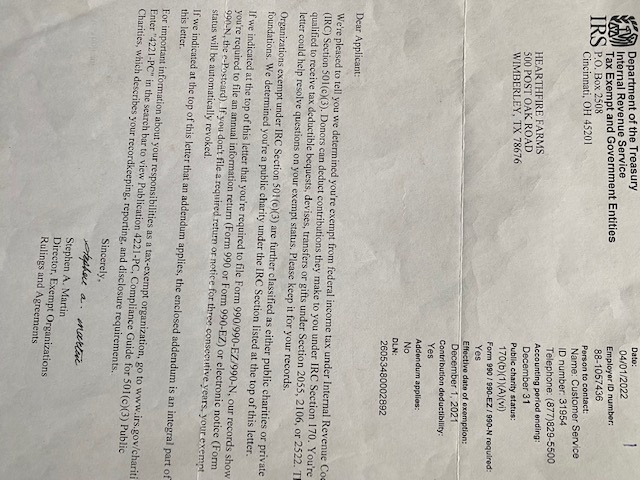 Department of the Treasury
Internal Revenue Service
Tax Exempt and Government Entities
IRS
P.O. Box 2508
Cincinnati, OH 45201
HEARTHFIRE FARMS
500 POST OAK ROAD
WIMBERLEY, TX 78676
Date:
04/01/2022
Employer ID number:
88-1057436
Person to contact:
Name: Customer Service
ID number: 31954
Telephone: (877)829-5500
Accounting period ending:
December 31
Public charity status:
170(b)(1)(A)(vi)
Form 990 / 990-EZ / 990-N required:
Yes
Effective date of exemption:
December 1, 2021
Contribution deductibility:
Yes
Addendum applies:
No
DLN:
26053480002892
Dear Applicant:
We're pleased to tell you we determined you're exempt from federal income tax under Internal Revenue Co
(IRC) Section 501(c)(3). Donors can deduct contributions they make to you under IRC Section 170. You're
qualified to receive tax deductible bequests, devises, transfers or gifts under Section 2055, 2106, or 2522. T
letter could help resolve questions on your exempt status. Please keep it for your records.
Organizations exempt under IRC Section 501(c)(3) are further classified as either public charities or private
foundations. We determined you're a public charity under the IRC Section listed at the top of this letter.
If we indicated at the top of this letter that you're required to file Form 990/990-EZ/990-N, our records show
you're required to file an annual information return (Form 990 or Form 990-EZ) or electronic notice (Form
990-N, the e-Postcard). If you don't file a required return or notice for three consecutive years, your exempt
status will be automatically revoked.
If we indicated at the top of this letter that an addendum applies, the enclosed addendum is an integral part of
this letter.
For important information about your responsibilities as a tax-exempt organization, go to www.irs.gov/chariti
Enter "4221-PC" in the search bar to view Publication 4221-PC, Compliance Guide for 501(c)(3) Public
Charities, which describes your recordkeeping, reporting, and disclosure requirements.
Sincerely,
Stephen A. Martin
Stephen A. Martin
Director, Exempt Organizations
Rulings and Agreements